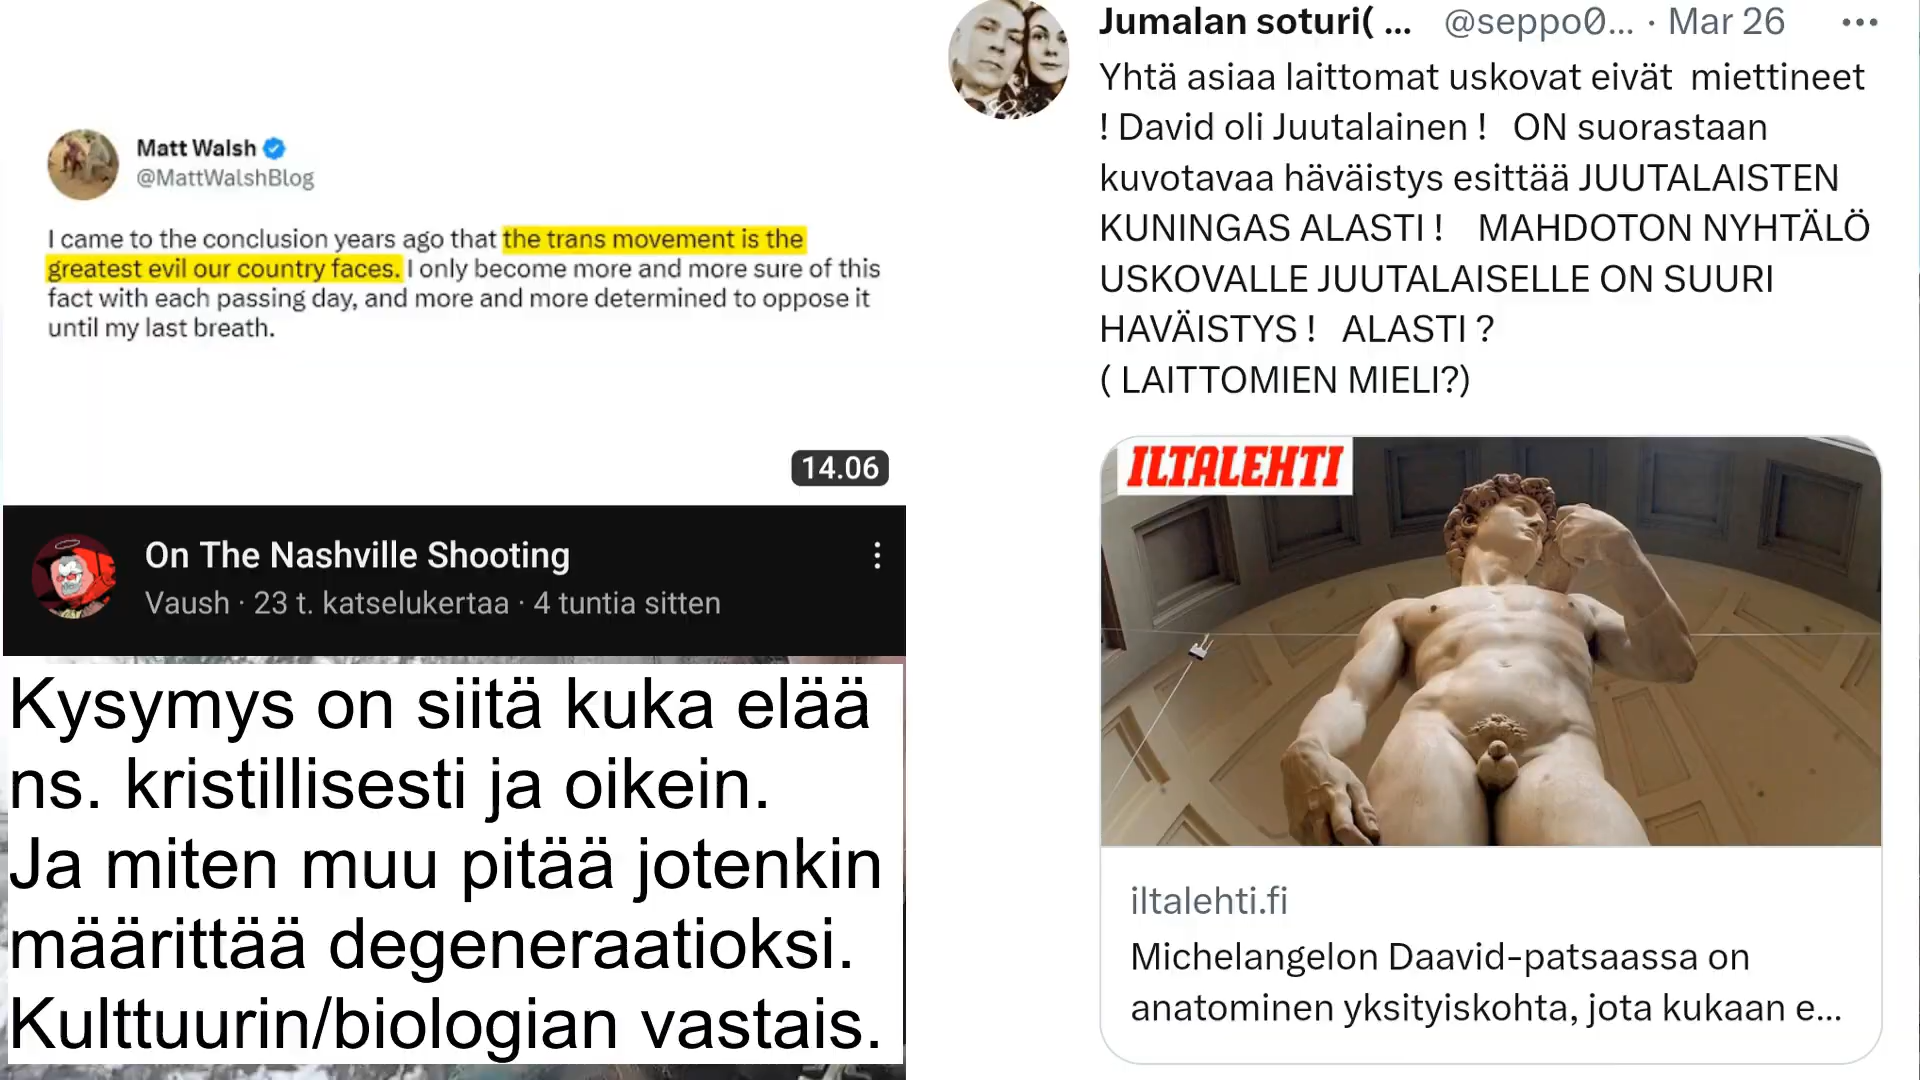 Matt Walsh
@MattWalshBlog
I came to the conclusion years ago that the trans movement is the
greatest evil our country faces. I only become more and more sure of this
fact with each passing day, and more and more determined to oppose it
until my last breath.
14.06
On The Nashville Shooting
Vaush · 23 t. katselukertaa · 4 tuntia sitten
Kysymys on siitä kuka elää
ns. kristillisesti ja oikein.
Ja miten muu pitää jotenkin
määrittää degeneraatioksi.
Kulttuurin/biologian vastais.
Jumalan soturi( ... @seppo0... · Mar 26
Yhtä asiaa laittomat uskovat eivät miettineet
! David oli Juutalainen ! ON suorastaan
kuvotavaa häväistys esittää JUUTALAISTEN
KUNINGAS ALASTI ! MAHDOTON NYHTÄLÖ
USKOVALLE JUUTALAISELLE ON SUURI
HAVÄISTYS ! ALASTI ?
( LAITTOMIEN MIELI?)
ILTALEHTI
iltalehti.fi
Michelangelon Daavid-patsaassa on
anatominen yksityiskohta, jota kukaan e...